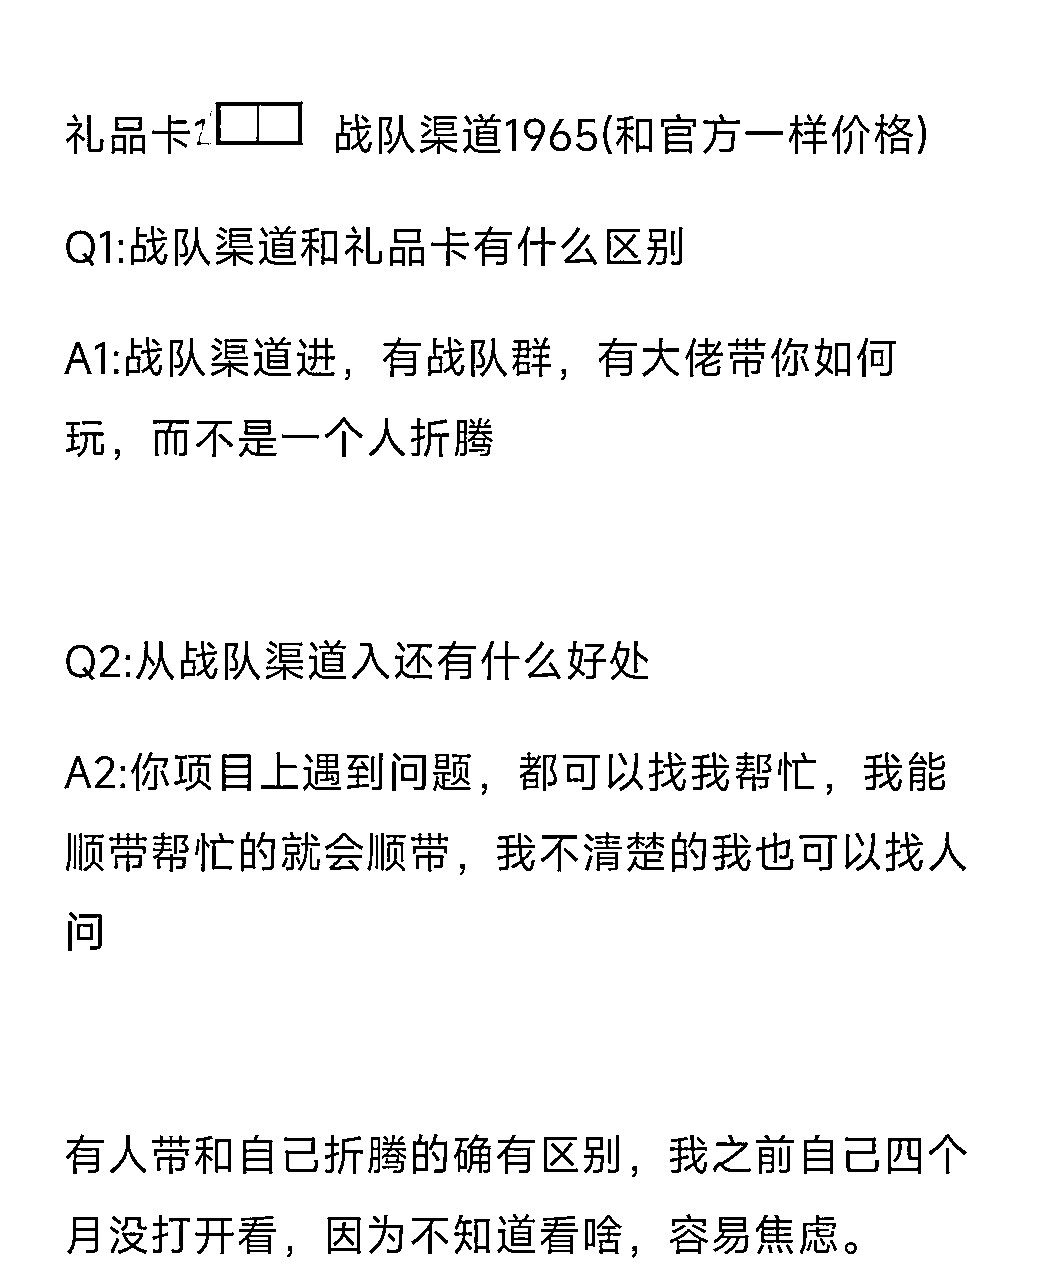 礼品卡 战队渠道1965(和官方一样价格)
Q1:战队渠道和礼品卡有什么区别
A1:战队渠道进，有战队群，有大佬带你如何
玩，而不是一个人折腾
Q2:从战队渠道入还有什么好处
A2:你项目上遇到问题，都可以找我帮忙，我能
顺带帮忙的就会顺带，我不清楚的我也可以找人
问
有人带和自己折腾的确有区别，我之前自己四个
月没打开看，因为不知道看啥，容易焦虑。